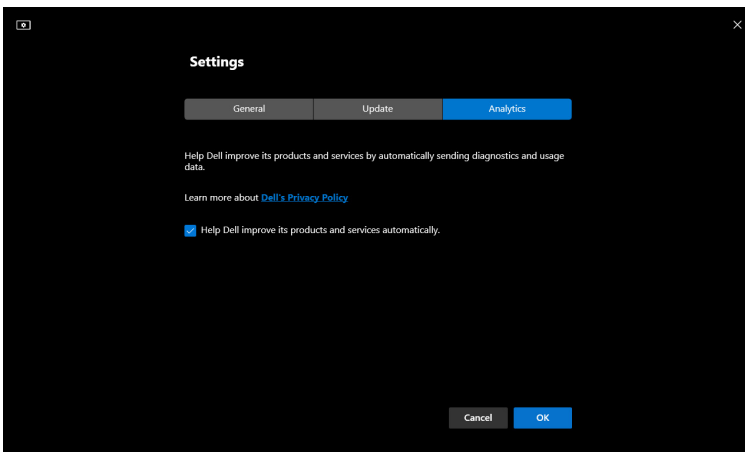 Settings
General Update Analytics
Help Dell improve its products and services by automatically sending diagnostics and usage
data.
Learn more about Dell's Privacy Policy
Help Dell improve its products and services automatically.
Cancel OK